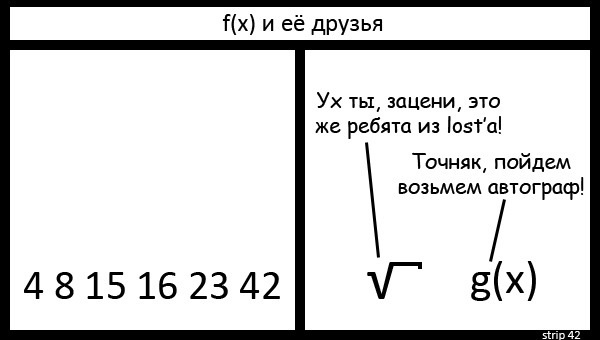 f(x) и её друзья
4 8 15 16 23 42
Ух ты, зацени, это
же ребята из lost'а!
Точняк, пойдем
возьмем автограф!
√ g(x)
strip 42